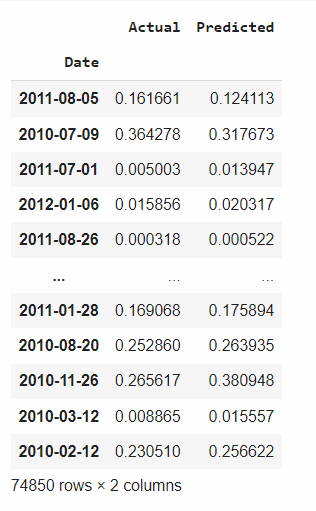 Actual Predicted
Date
2011-08-05 0.161661 0.124113
2010-07-09 0.364278 0.317673
2011-07-01 0.005003 0.013947
2012-01-06 0.015856 0.020317
2011-08-26 0.000318 0.000522
... ... ...
2011-01-28 0.169068 0.175894
2010-08-20 0.252860 0.263935
2010-11-26 0.265617 0.380948
2010-03-12 0.008865 0.015557
2010-02-12 0.230510 0.256622
74850 rows × 2 columns